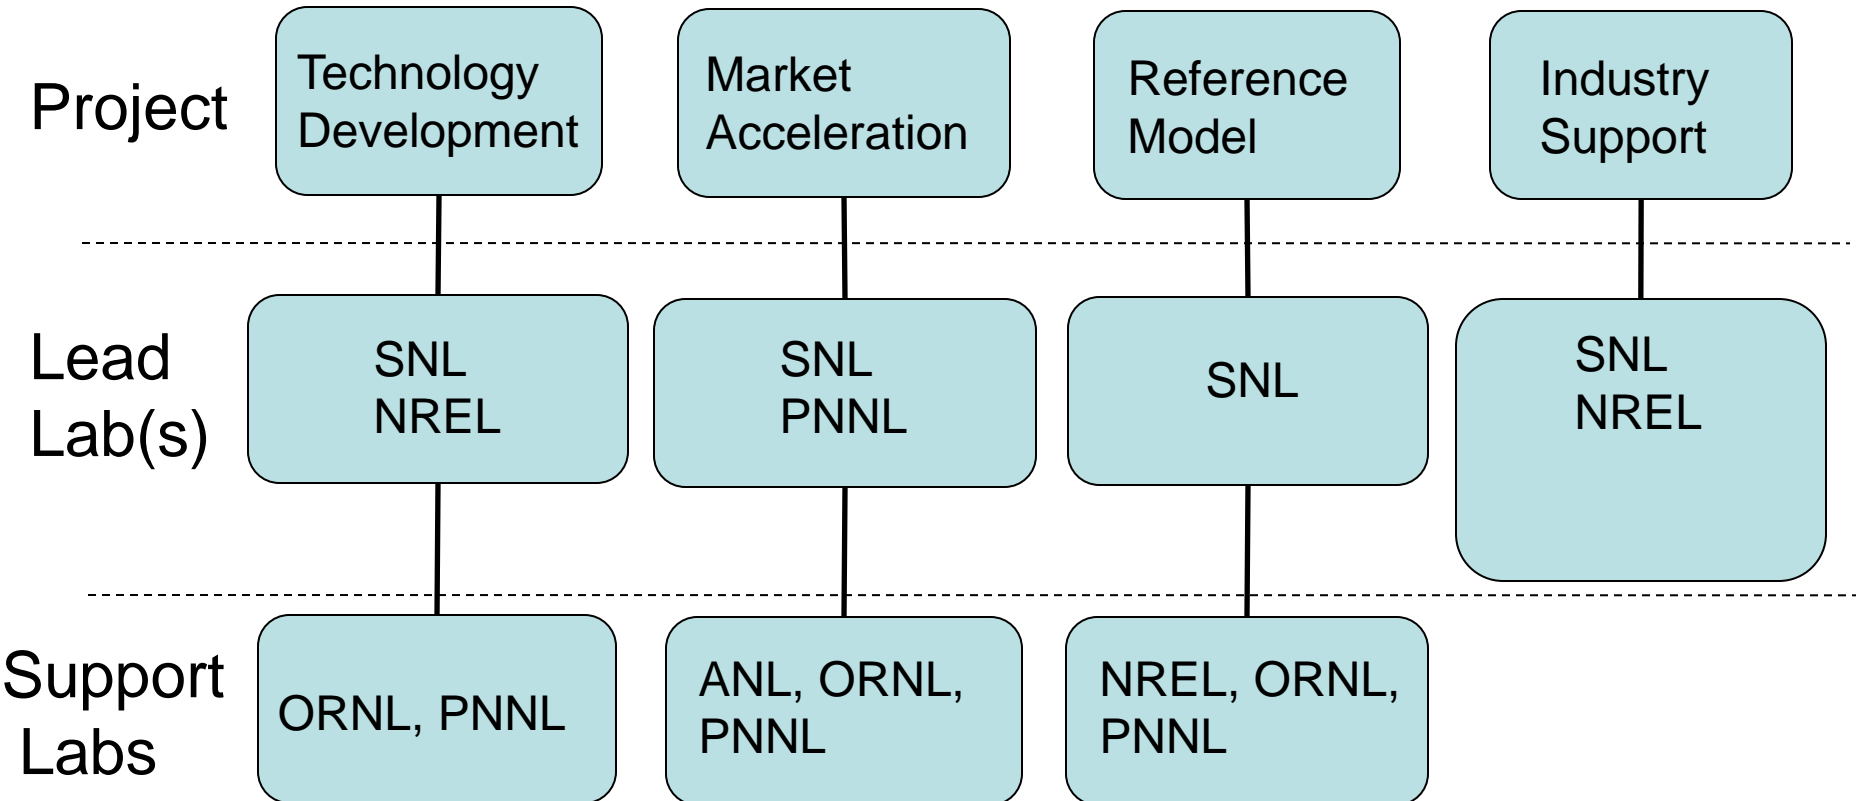 Project
Technology
Development
Market
Acceleration
Reference
Model
Industry
Support
Lead
Lab(s)
SNL
NREL
SNL
PNNL
SNL
SNL
NREL
Support
Labs
ORNL, PNNL
ANL, ORNL,
PNNL
NREL, ORNL,
PNNL